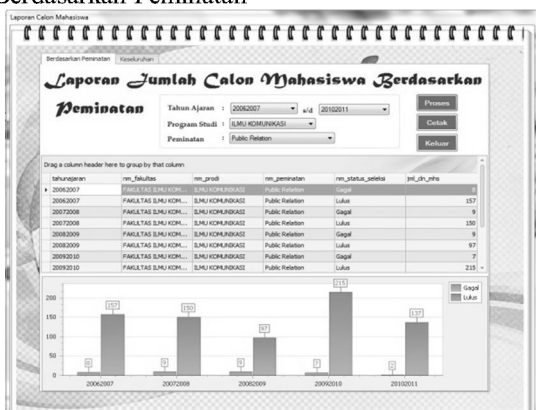 Berdasarkan Peminatan
Laporan Calon Mahasiswa
Berdasarkan Peminatan Keseluruhan
Laporan Jumlah Calon Mahasiswa Berdasarkan
Peminatan
Tahun Ajaran : 20062007 s/d 20102011
Program Studi : ILMU KOMUNIKASI
Peminatan : Public Relation
Proses
Cetak
Keluar
Drag a column header here to group by that column
tahunajaran nm_fakultas nm_prodi nm_peminatan nm_status_seleksi jml_cln_mhs
20062007 FAKULTAS ILMU KOM... ILMU KOMUNIKASI Public Relation Gagal 8
20062007 FAKULTAS ILMU KOM... ILMU KOMUNIKASI Public Relation Lulus 157
20072008 FAKULTAS ILMU KOM... ILMU KOMUNIKASI Public Relation Gagal 9
20072008 FAKULTAS ILMU KOM... ILMU KOMUNIKASI Public Relation Lulus 150
20082009 FAKULTAS ILMU KOM... ILMU KOMUNIKASI Public Relation Gagal 9
20082009 FAKULTAS ILMU KOM... ILMU KOMUNIKASI Public Relation Lulus 97
20092010 FAKULTAS ILMU KOM... ILMU KOMUNIKASI Public Relation Gagal 7
20092010 FAKULTAS ILMU KOM... ILMU KOMUNIKASI Public Relation Lulus 215
Gagal
Lulus
200
150
100
50
0
8 157 9 150 9 97 7 215 2 137
20062007 20072008 20082009 20092010 20102011